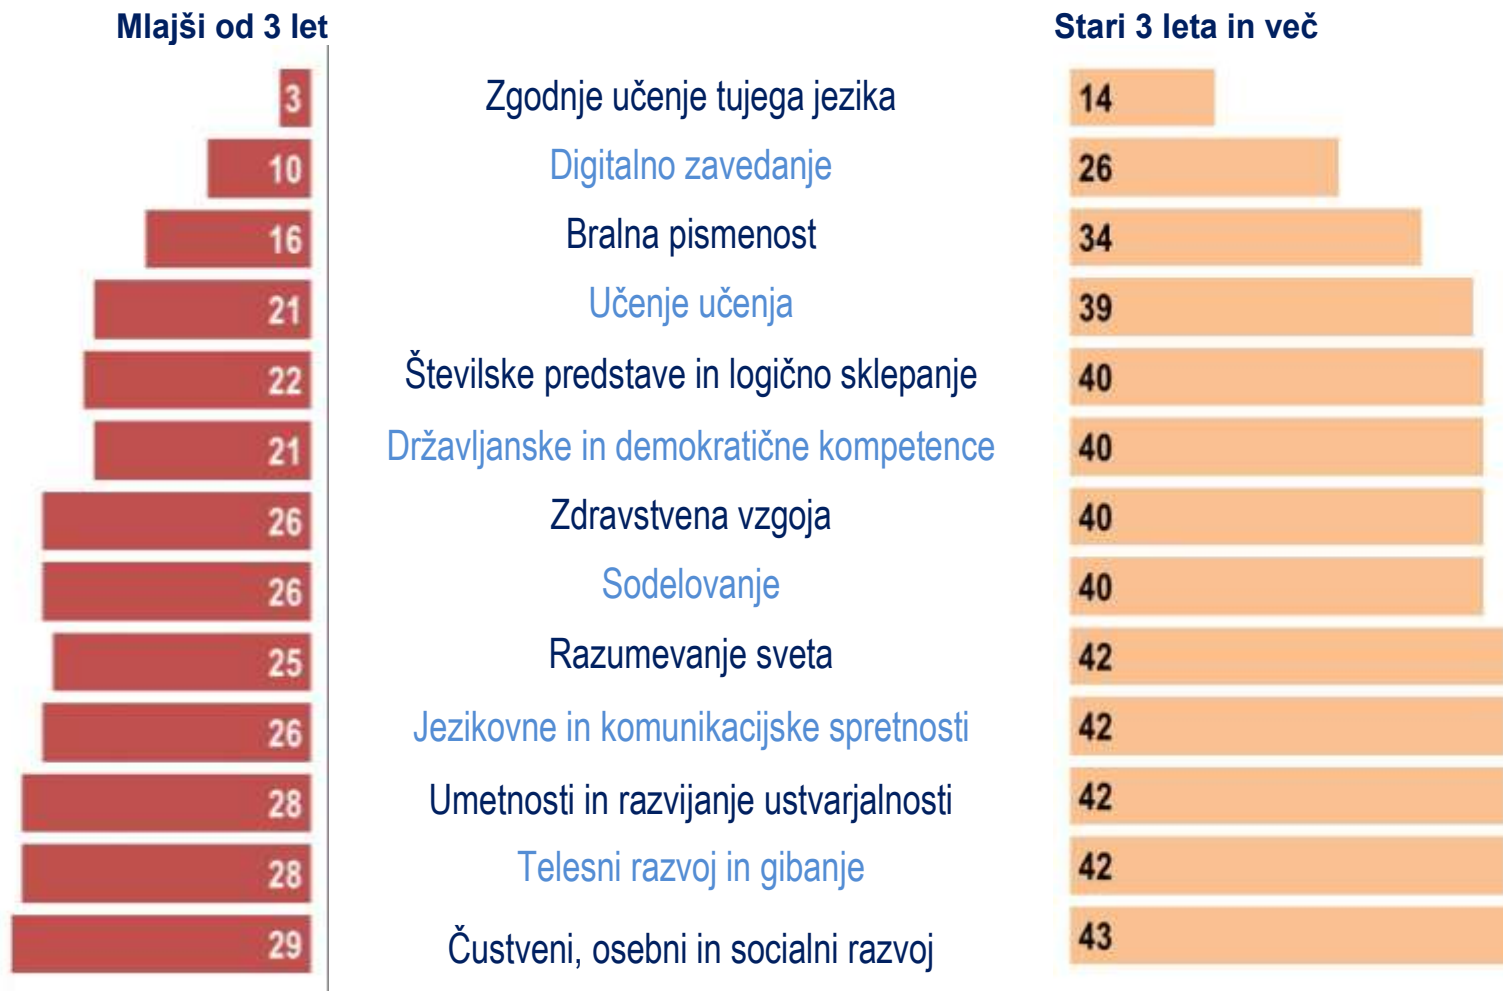 Mlajši od 3 let Stari 3 leta in več
3 Zgodnje učenje tujega jezika 14
10 Digitalno zavedanje 26
16 Bralna pismenost 34
21 Učenje učenja 39
22 Številske predstave in logično sklepanje 40
21 Državljanske in demokratične kompetence 40
26 Zdravstvena vzgoja 40
26 Sodelovanje 40
25 Razumevanje sveta 42
26 Jezikovne in komunikacijske spretnosti 42
28 Umetnosti in razvijanje ustvarjalnosti 42
28 Telesni razvoj in gibanje 42
29 Čustveni, osebni in socialni razvoj 43